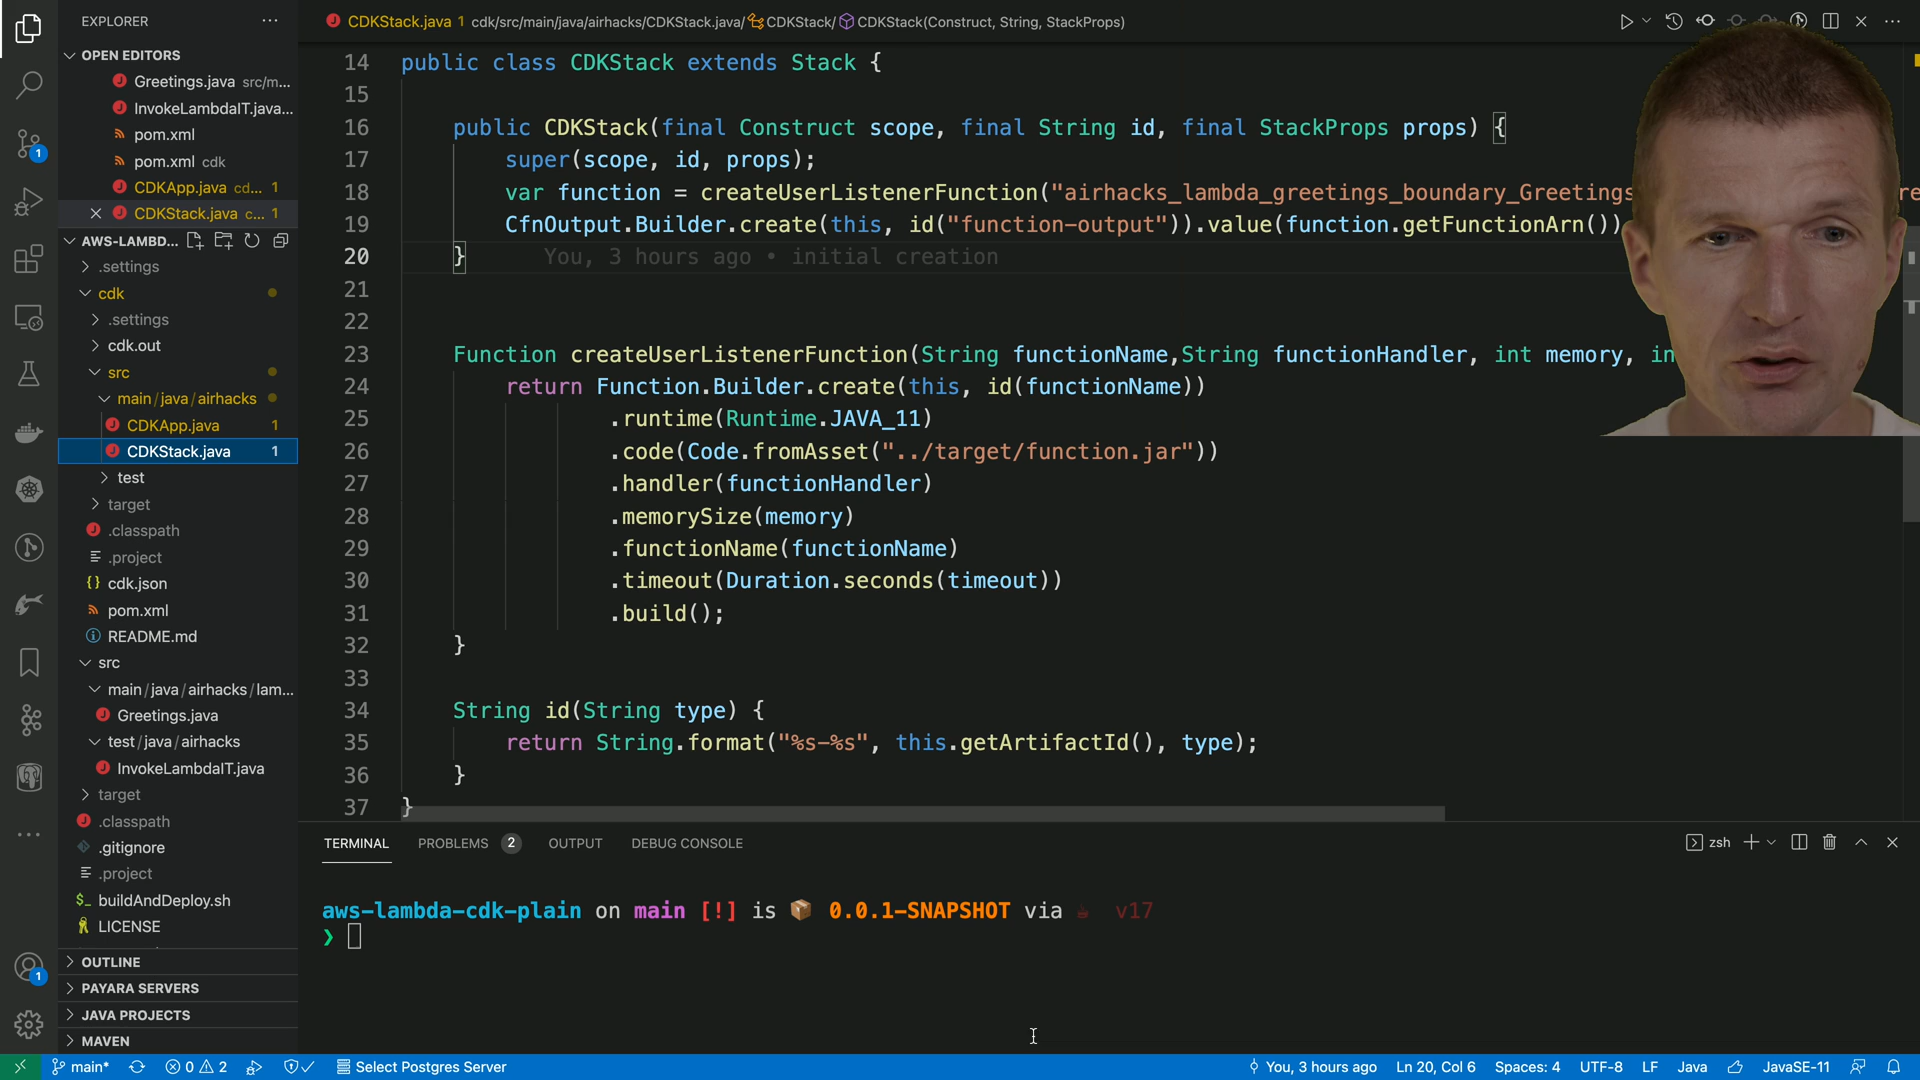 EXPLORER
CDKStack.java 1 cdk/src/main/java/airhacks/CDKStack.java/ CDKStack/ CDKStack(Construct, String, StackProps)
OPEN EDITORS
Greetings.java src/m...
InvokeLambdaIT.java...
pom.xml
pom.xml cdk
CDKApp.java cd... 1
CDKStack.java c... 1
AWS-LAMBD...
.settings
cdk
.settings
cdk.out
src
main/java/airhacks
CDKApp.java 1
CDKStack.java 1
test
target
.classpath
.project
cdk.json
pom.xml
README.md
src
main/java/airhacks/lam...
Greetings.java
test/java/airhacks
InvokeLambdaIT.java
target
.classpath
.gitignore
.project
buildAndDeploy.sh
LICENSE
OUTLINE
PAYARA SERVERS
JAVA PROJECTS
MAVEN
14 public class CDKStack extends Stack {
15
16 public CDKStack(final Construct scope, final String id, final StackProps props) {
17 super(scope, id, props);
18 var function = createUserListenerFunction("airhacks_lambda_greetings_boundary_Greetings
19 CfnOutput.Builder.create(this, id("function-output")).value(function.getFunctionArn())
20 } You, 3 hours ago • initial creation
21
22
23 Function createUserListenerFunction(String functionName,String functionHandler, int memory, in
24 return Function.Builder.create(this, id(functionName))
25 .runtime(Runtime.JAVA_11)
26 .code(Code.fromAsset("../target/function.jar"))
27 .handler(functionHandler)
28 .memorySize(memory)
29 .functionName(functionName)
30 .timeout(Duration.seconds(timeout))
31 .build();
32 }
33
34 String id(String type) {
35 return String.format("%s-%s", this.getArtifactId(), type);
36 }
37 }
TERMINAL PROBLEMS 2 OUTPUT DEBUG CONSOLE zsh
aws-lambda-cdk-plain on main [!] is 0.0.1-SNAPSHOT via v17
❯
1
1
main* 0 2 Select Postgres Server You, 3 hours ago Ln 20, Col 6 Spaces: 4 UTF-8 LF Java JavaSE-11